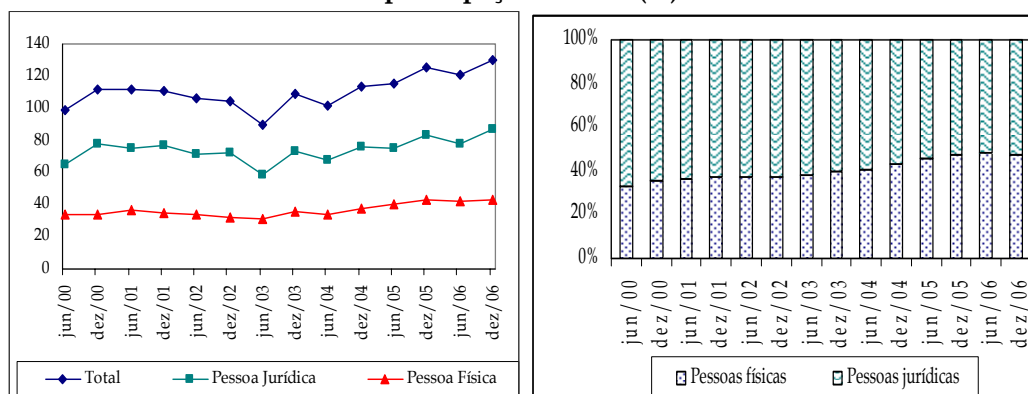 140
120
100
80
60
40
20
0
jun/00
dez/00
jun/01
dez/01
jun/02
dez/02
jun/03
dez/03
jun/04
dez/04
jun/05
dez/05
jun/06
dez/06
Total
Pessoa Jurídica
Pessoa Física
100%
80%
60%
40%
20%
0%
jun/00
dez/00
jun/01
dez/01
jun/02
dez/02
jun/03
dez/03
jun/04
dez/04
jun/05
dez/05
jun/06
dez/06
Pessoas físicas
Pessoas jurídicas